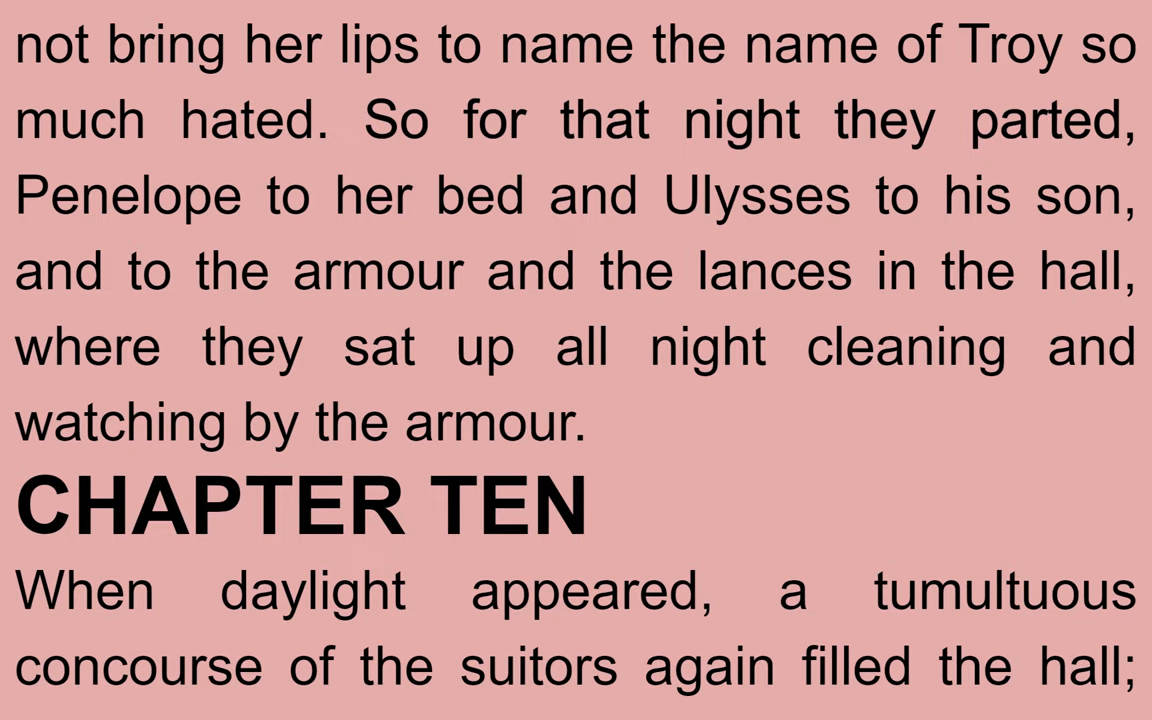 not bring her lips to name the name of Troy so
much hated. So for that night they parted,
Penelope to her bed and Ulysses to his son,
and to the armour and the lances in the hall,
where they sat up all night cleaning and
watching by the armour.
CHAPTER TEN
When daylight appeared, a tumultuous
concourse of the suitors again filled the hall;